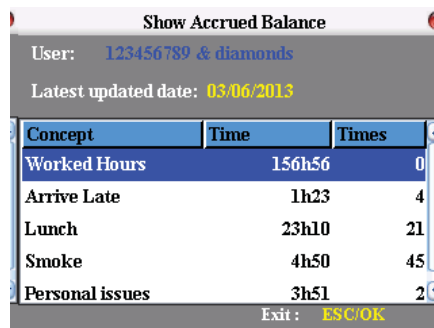 Show Accrued Balance
User: 123456789 & diamonds
Latest updated date: 03/06/2013
Concept Time Times
Worked Hours 156h56 0
Arrive Late 1h23 4
Lunch 23h10 21
Smoke 4h50 45
Personal issues 3h51 2
Exit : ESC/OK